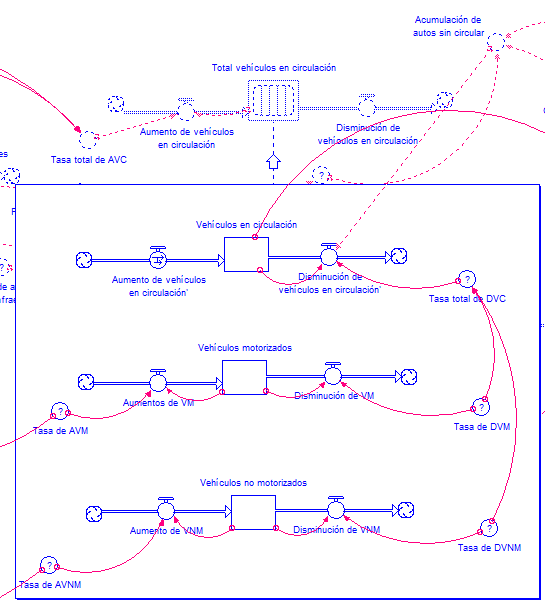 Acumulación de
autos sin circular
Total vehículos en circulación
Aumento de vehículos
en circulación
Disminución de
vehículos en circulación
Tasa total de AVC
es
?
F
Vehículos en circulación
Aumento de vehículos
en circulación'
Disminución de
vehículos en circulación'
?
Tasa total de DVC
?
de a
nfrae
Vehículos motorizados
Aumentos de VM
Disminución de VM
?
Tasa de AVM
?
Tasa de DVM
Vehículos no motorizados
Aumento de VNM
Disminución de VNM
?
Tasa de DVNM
?
Tasa de AVNM